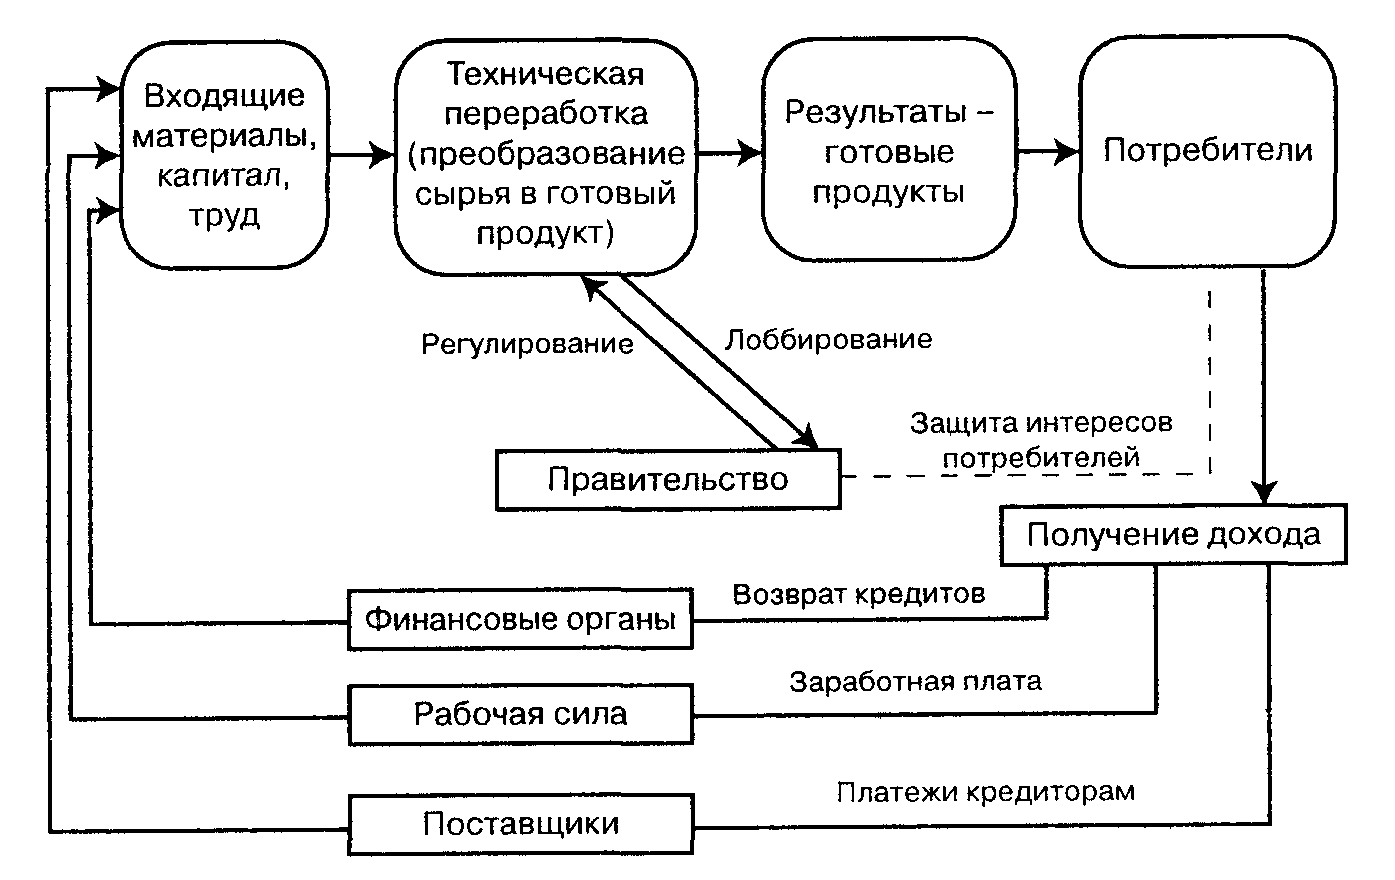 Входящие
материалы,
капитал,
труд
Техническая
переработка
(преобразование
сырья в готовый
продукт)
Результаты –
готовые
продукты
Потребители
Регулирование
Лоббирование
Защита интересов
потребителей
Правительство
Получение дохода
Возврат кредитов
Финансовые органы
Заработная плата
Рабочая сила
Платежи кредиторам
Поставщики